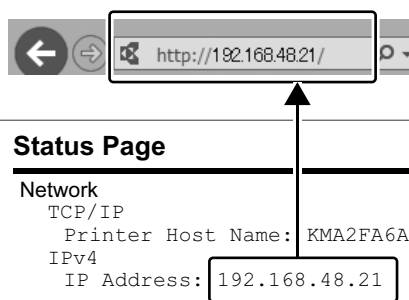 http://192.168.48.21/
Status Page
Network
TCP/IP
Printer Host Name: KMA2FA6A
IPv4
IP Address: 192.168.48.21